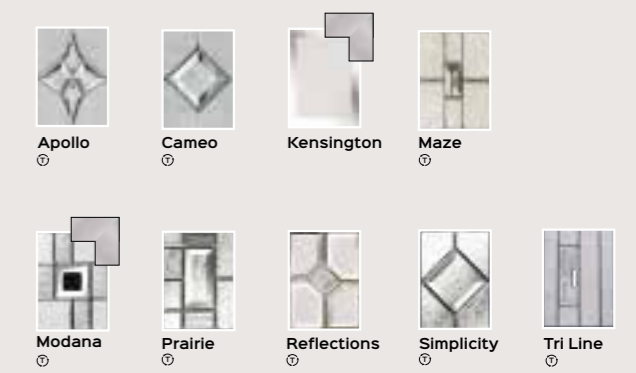 Apollo
Ⓣ
Cameo
Ⓣ
Kensington
Maze
Ⓣ
Modana
Ⓣ
Prairie
Ⓣ
Reflections
Ⓣ
Simplicity
Ⓣ
Tri Line
Ⓣ